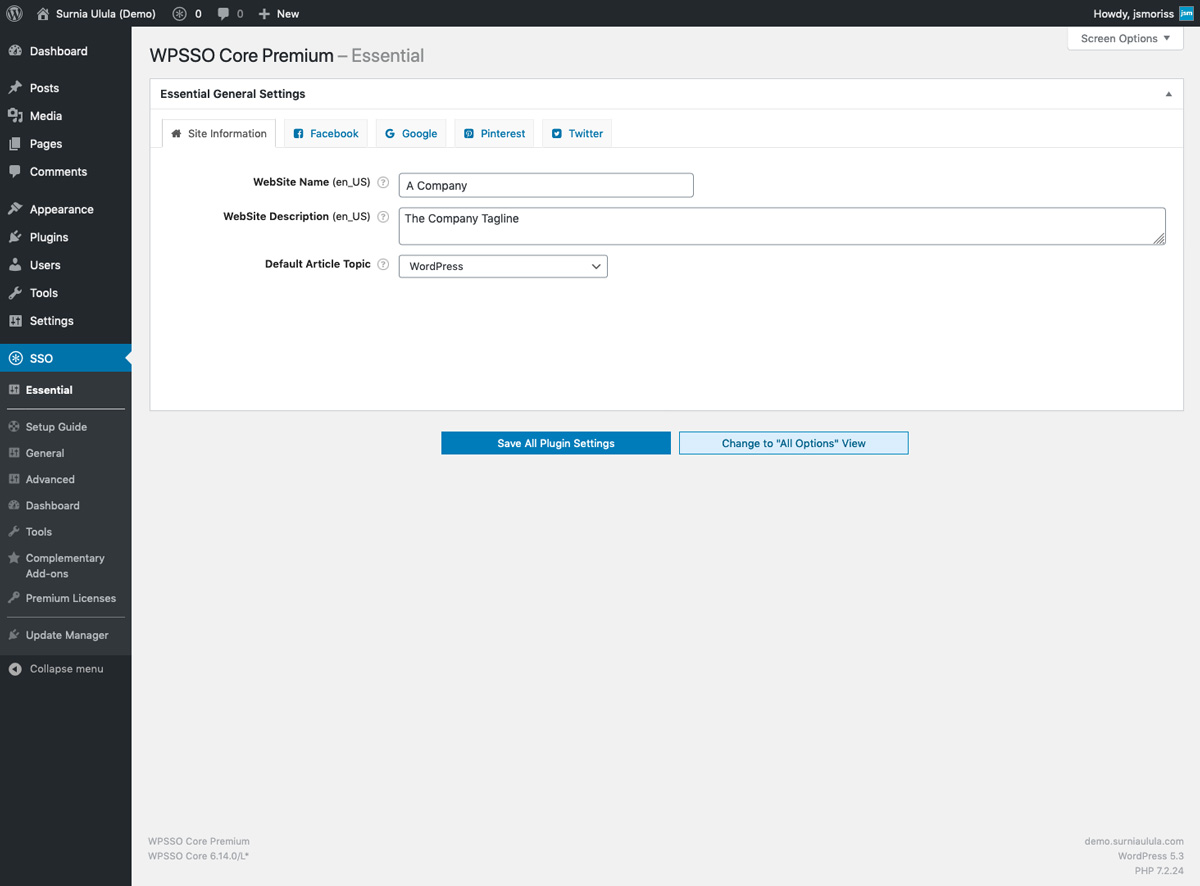 Surnia Ulula (Demo) 0 0 New Howdy, jsmoriss jsm
Screen Options
Dashboard
Posts
Media
Pages
Comments
Appearance
Plugins
Users
Tools
Settings
SSO
Essential
Setup Guide
General
Advanced
Dashboard
Tools
Complementary
Add-ons
Premium Licenses
Update Manager
Collapse menu
WPSSO Core Premium – Essential
Essential General Settings
Site Information Facebook Google Pinterest Twitter
WebSite Name (en_US) ? A Company
WebSite Description (en_US) ? The Company Tagline
Default Article Topic ? WordPress
Save All Plugin Settings Change to "All Options" View
WPSSO Core Premium demo.surniaulula.com
WPSSO Core 6.14.0/L* WordPress 5.3
PHP 7.2.24